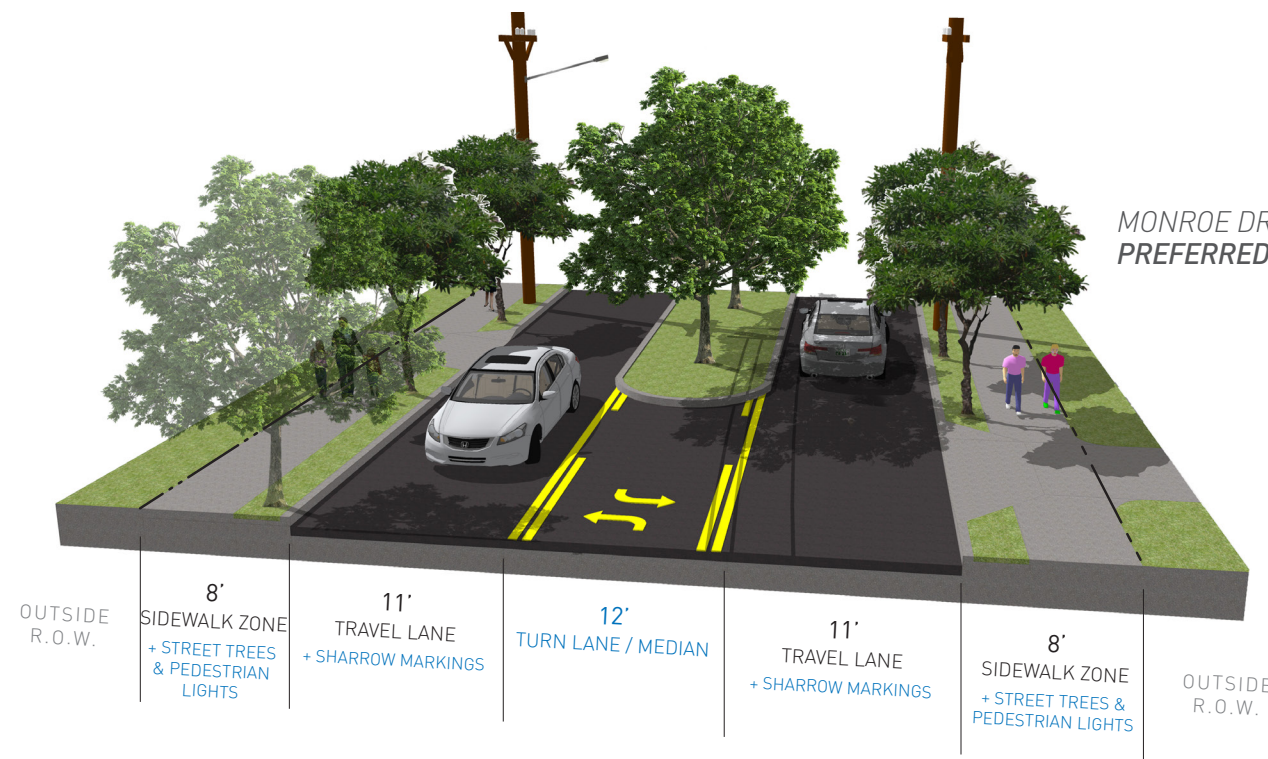 MONROE DR
PREFERRED
OUTSIDE
R.O.W.
8’
SIDEWALK ZONE
+ STREET TREES
& PEDESTRIAN
LIGHTS
11’
TRAVEL LANE
+ SHARROW MARKINGS
12’
TURN LANE / MEDIAN
11’
TRAVEL LANE
+ SHARROW MARKINGS
8’
SIDEWALK ZONE
+ STREET TREES &
PEDESTRIAN LIGHTS
OUTSIDE
R.O.W.